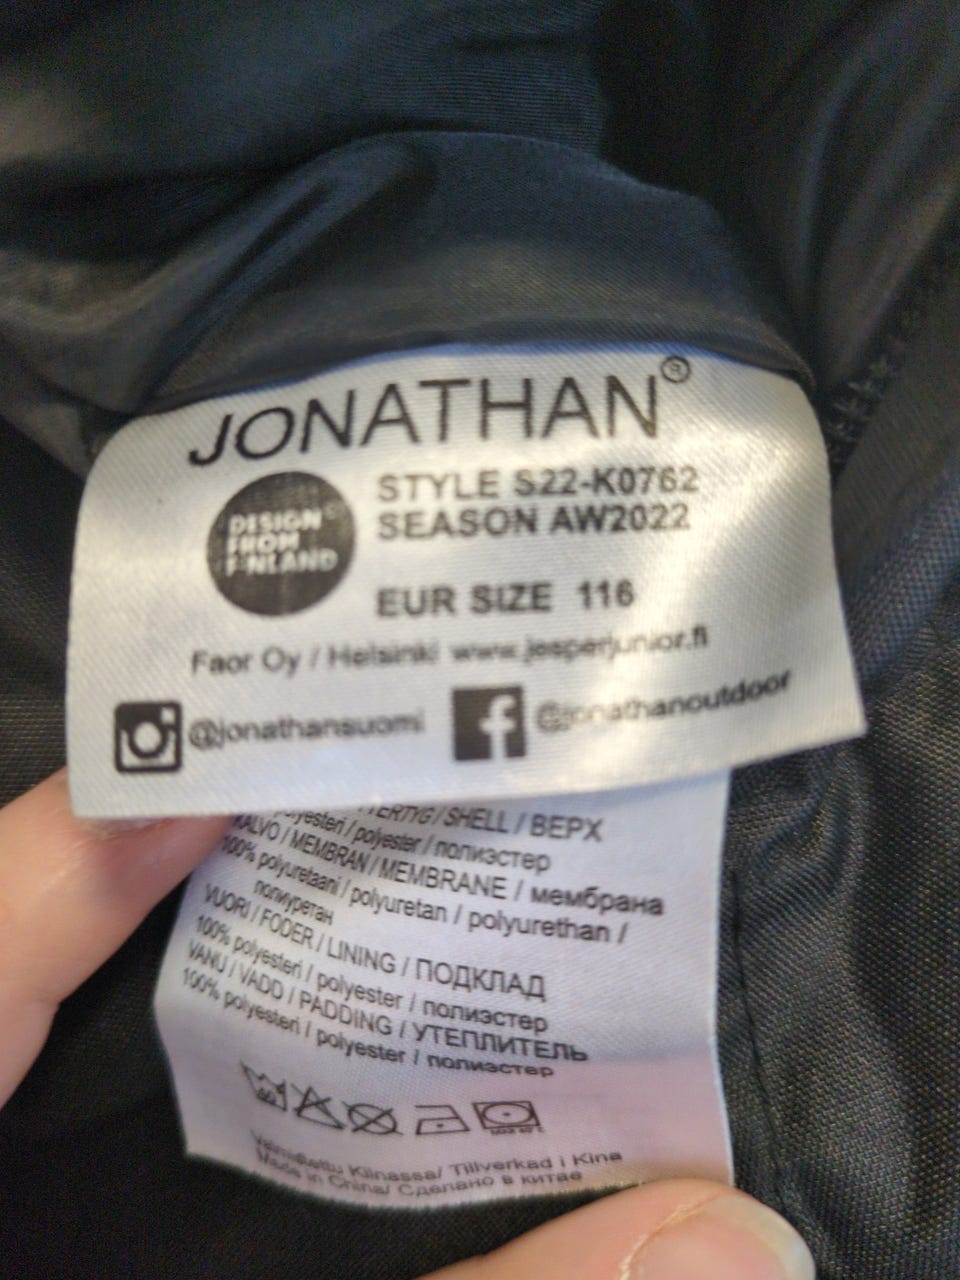 JONATHAN®
DESIGN
FROM
FINLAND
STYLE S22-K0762
SEASON AW2022
EUR SIZE 116
Faor Oy / Helsinki www.jesperjunior.fi
@jonathansuomi
@jonathanoutdoor
/ SHELL / ВЕРХ
polyesteri / polyester / полиэстер
KALVO / MEMBRAN / MEMBRANE / мембрана
100% polyuretaani / polyuretan / polyurethan /
полиуретан
VUORI / FODER / LINING / ПОДКЛАД
100% polyesteri / polyester / полиэстер
VANU / VADD / PADDING / УТЕПЛИТЕЛЬ
100% polyesteri / polyester / полиэстер
Valmistettu Kiinassa/ Tillverkad i Kina
Made in China/ Сделано в китае